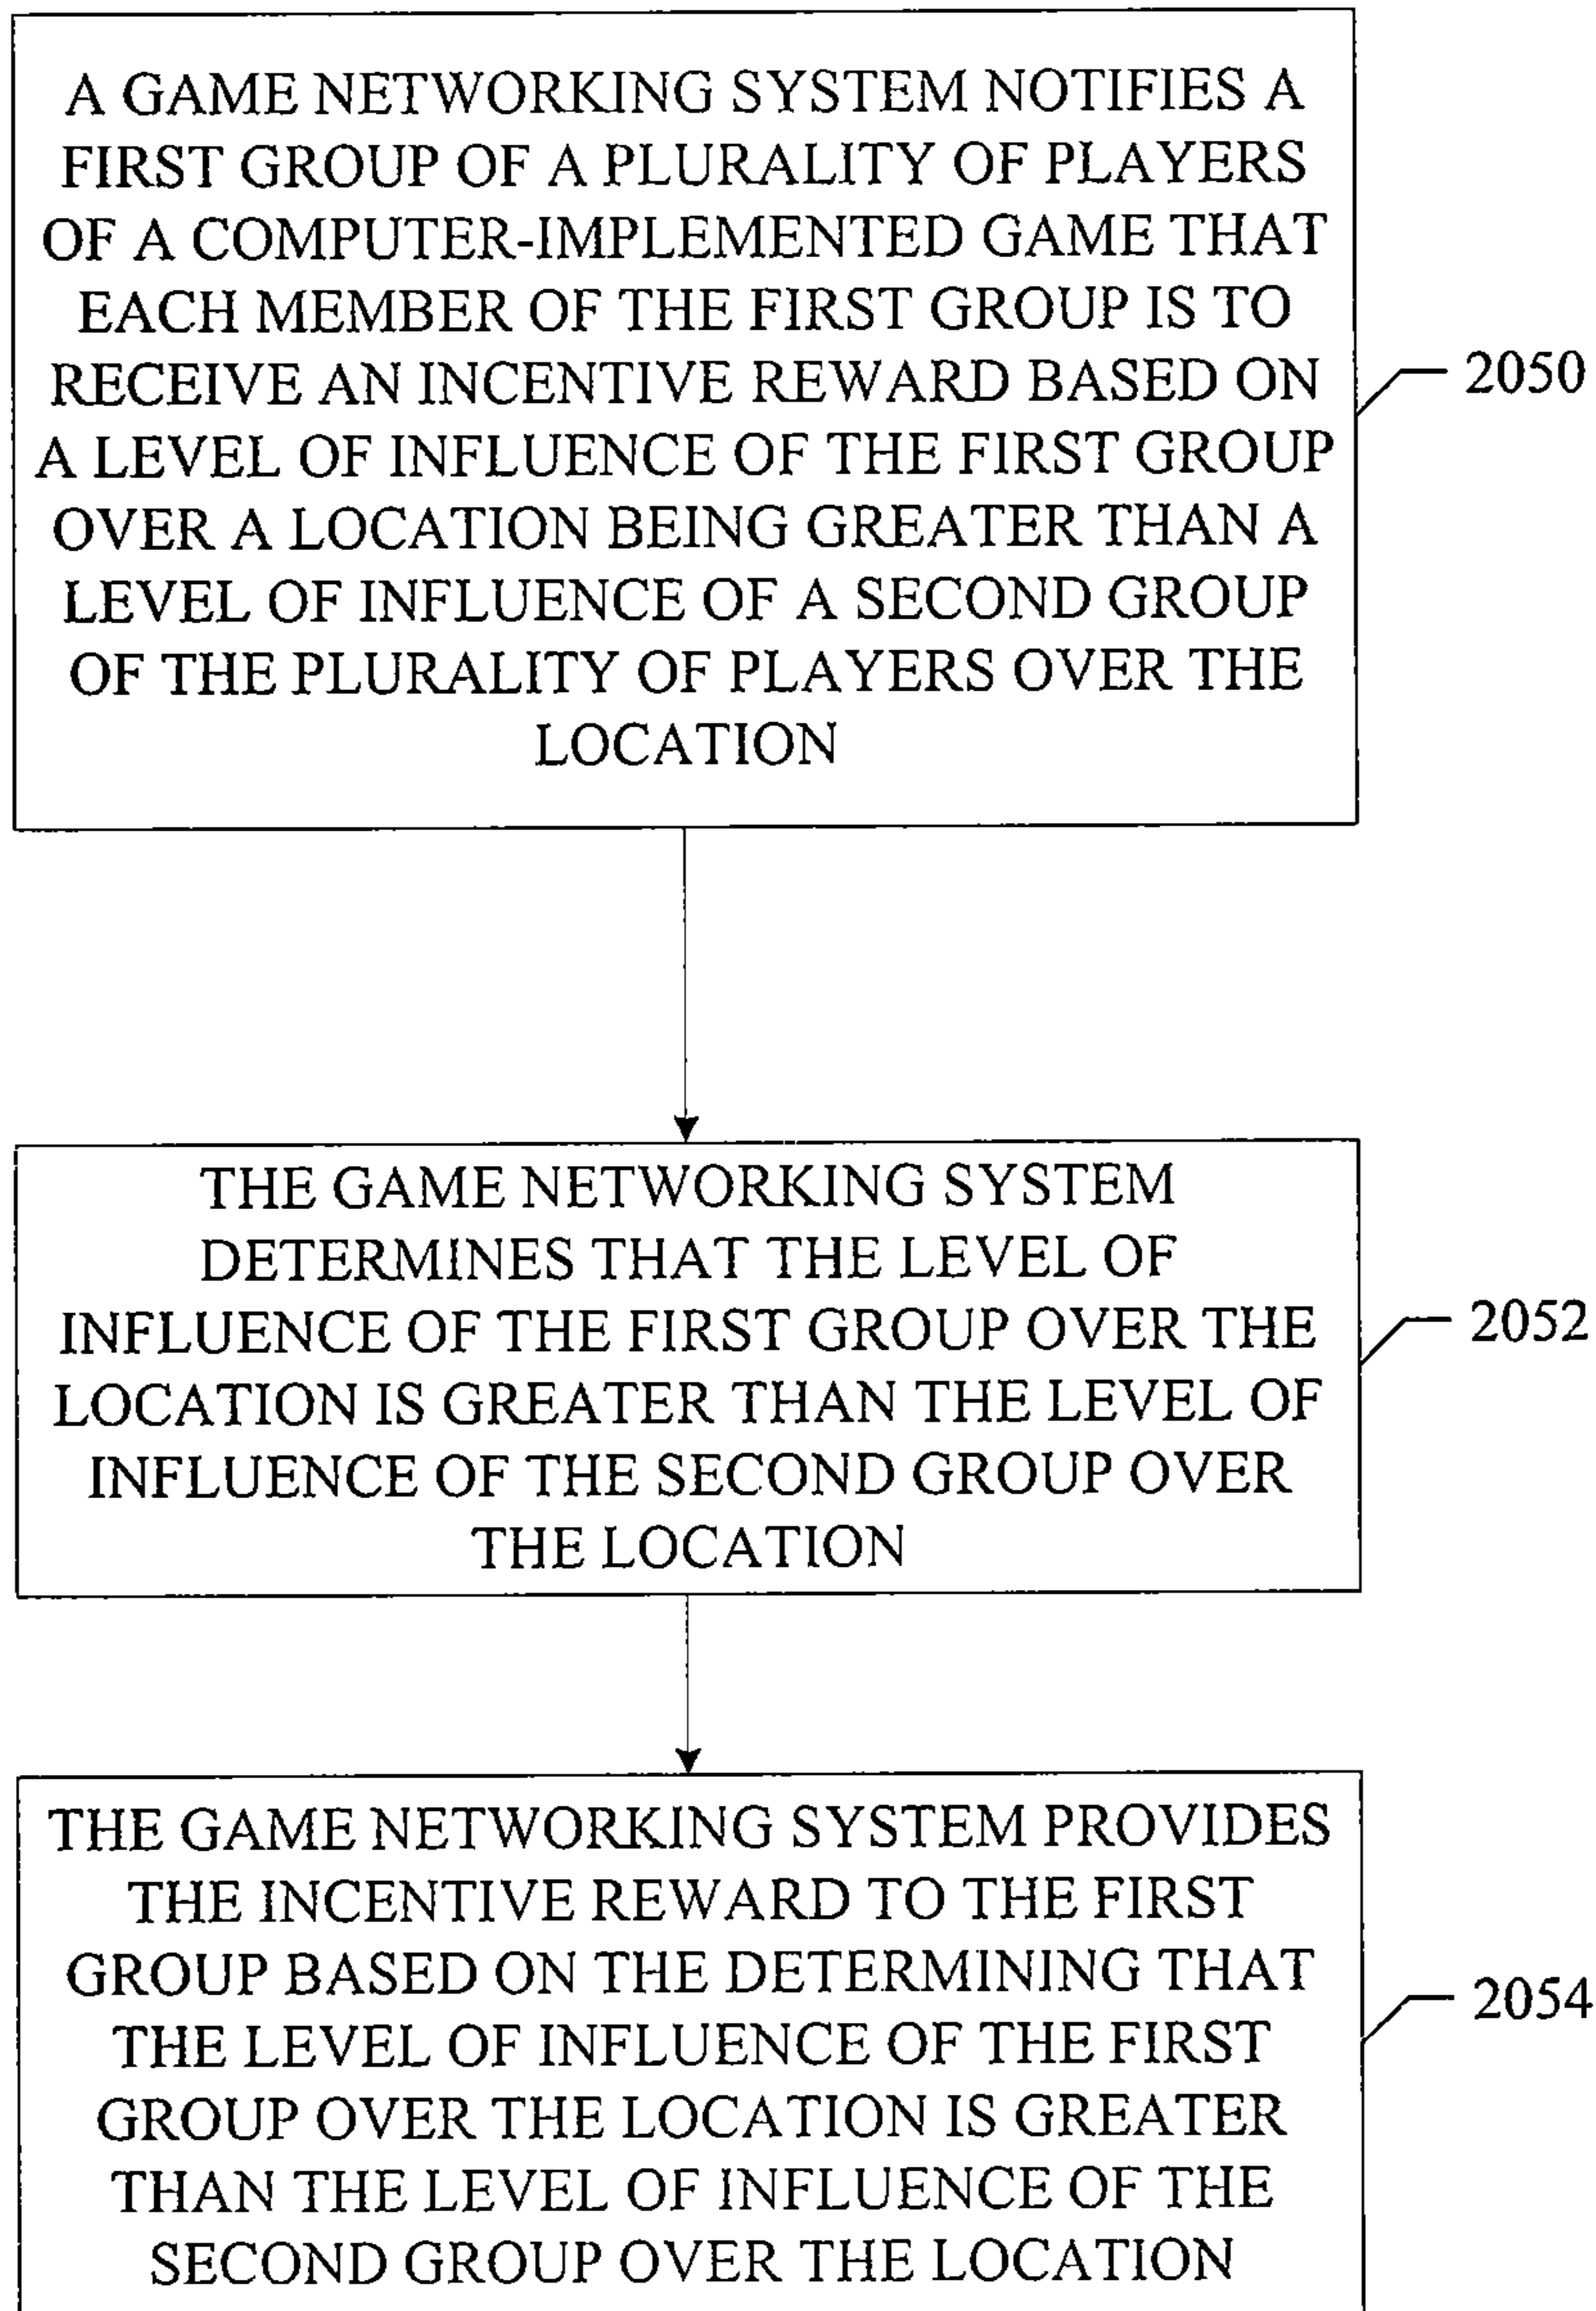 A GAME NETWORKING SYSTEM NOTIFIES A
FIRST GROUP OF A PLURALITY OF PLAYERS
OF A COMPUTER-IMPLEMENTED GAME THAT
EACH MEMBER OF THE FIRST GROUP IS TO
RECEIVE AN INCENTIVE REWARD BASED ON
A LEVEL OF INFLUENCE OF THE FIRST GROUP
OVER A LOCATION BEING GREATER THAN A
LEVEL OF INFLUENCE OF A SECOND GROUP
OF THE PLURALITY OF PLAYERS OVER THE
LOCATION
2050
THE GAME NETWORKING SYSTEM
DETERMINES THAT THE LEVEL OF
INFLUENCE OF THE FIRST GROUP OVER THE
LOCATION IS GREATER THAN THE LEVEL OF
INFLUENCE OF THE SECOND GROUP OVER
THE LOCATION
2052
THE GAME NETWORKING SYSTEM PROVIDES
THE INCENTIVE REWARD TO THE FIRST
GROUP BASED ON THE DETERMINING THAT
THE LEVEL OF INFLUENCE OF THE FIRST
GROUP OVER THE LOCATION IS GREATER
THAN THE LEVEL OF INFLUENCE OF THE
SECOND GROUP OVER THE LOCATION
2054